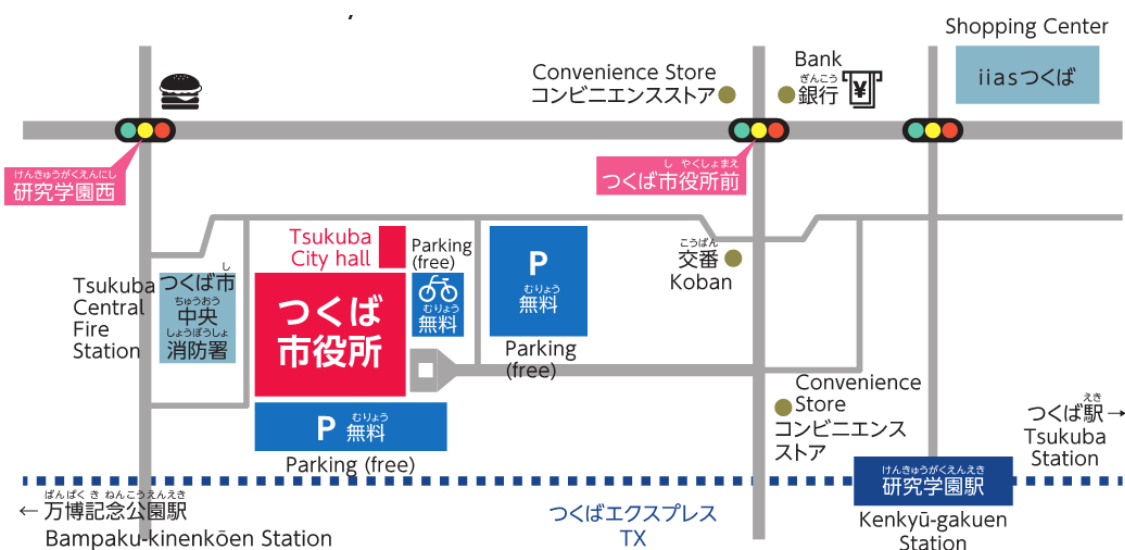 Shopping Center
iiasつくば
Bank
ぎんこう
銀行
¥
Convenience Store
コンビニエンスストア
けんきゅうがくえんにし
研究学園西
し やくしょまえ
つくば市役所前
Tsukuba
City hall
Parking
(free)
むりょう
無料
P
むりょう
無料
Parking
(free)
こうばん
交番
Koban
Tsukuba
Central
Fire
Station
し
つくば市
ちゅうおう
中央
しょうぼうしょ
消防署
つくば
市役所
P
むりょう
無料
Parking (free)
Convenience
Store
コンビニエンス
ストア
えき
つくば駅→
Tsukuba
Station
けんきゅうがくえんえき
研究学園駅
Kenkyū-gakuen
Station
ばんぱく き ねんこうえんえき
← 万博記念公園駅
Bampaku-kinenkōen Station
つくばエクスプレス
TX